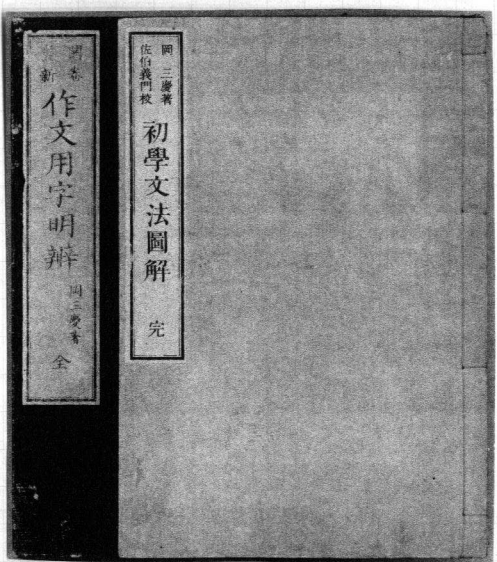 岡 三慶著
佐伯義門校
初學文法圖解
完
新
作文用字明辨
岡三慶著
全